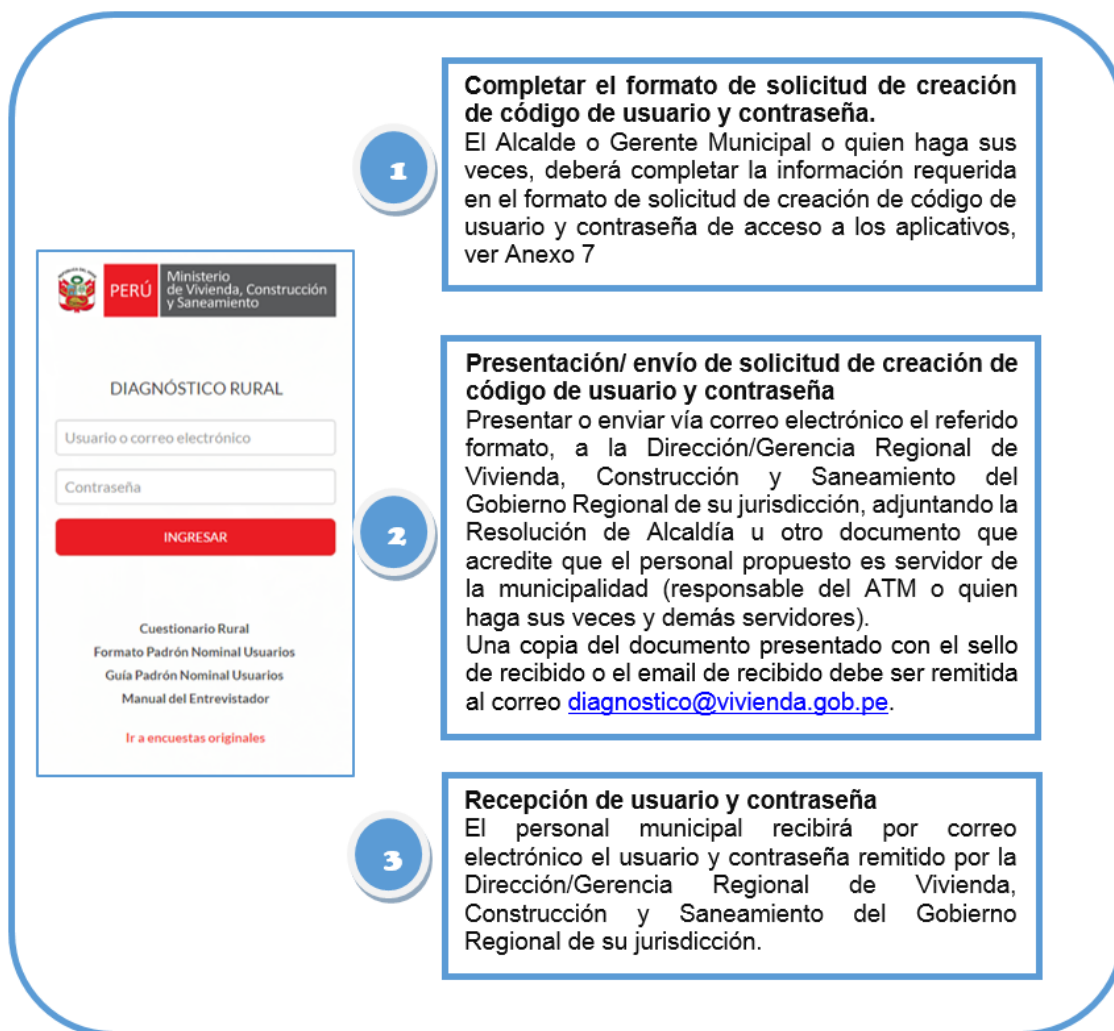 Completar el formato de solicitud de creación
de código de usuario y contraseña.
1
El Alcalde o Gerente Municipal o quien haga sus
veces, deberá completar la información requerida
en el formato de solicitud de creación de código de
usuario y contraseña de acceso a los aplicativos,
ver Anexo 7
PERÚ
Ministerio
de Vivienda, Construcción
y Saneamiento
DIAGNÓSTICO RURAL
Usuario o correo electrónico
Contraseña
INGRESAR
Cuestionario Rural
Formato Padrón Nominal Usuarios
Guía Padrón Nominal Usuarios
Manual del Entrevistador
Ir a encuestas originales
2
Presentación/ envío de solicitud de creación de
código de usuario y contraseña
Presentar o enviar vía correo electrónico el referido
formato, a la Dirección/Gerencia Regional de
Vivienda, Construcción y Saneamiento del
Gobierno Regional de su jurisdicción, adjuntando la
Resolución de Alcaldía u otro documento que
acredite que el personal propuesto es servidor de
la municipalidad (responsable del ATM o quien
haga sus veces y demás servidores).
Una copia del documento presentado con el sello
de recibido o el email de recibido debe ser remitida
al correo diagnostico@vivienda.gob.pe.
3
Recepción de usuario y contraseña
El personal municipal recibirá por correo
electrónico el usuario y contraseña remitido por la
Dirección/Gerencia Regional de Vivienda,
Construcción y Saneamiento del Gobierno
Regional de su jurisdicción.